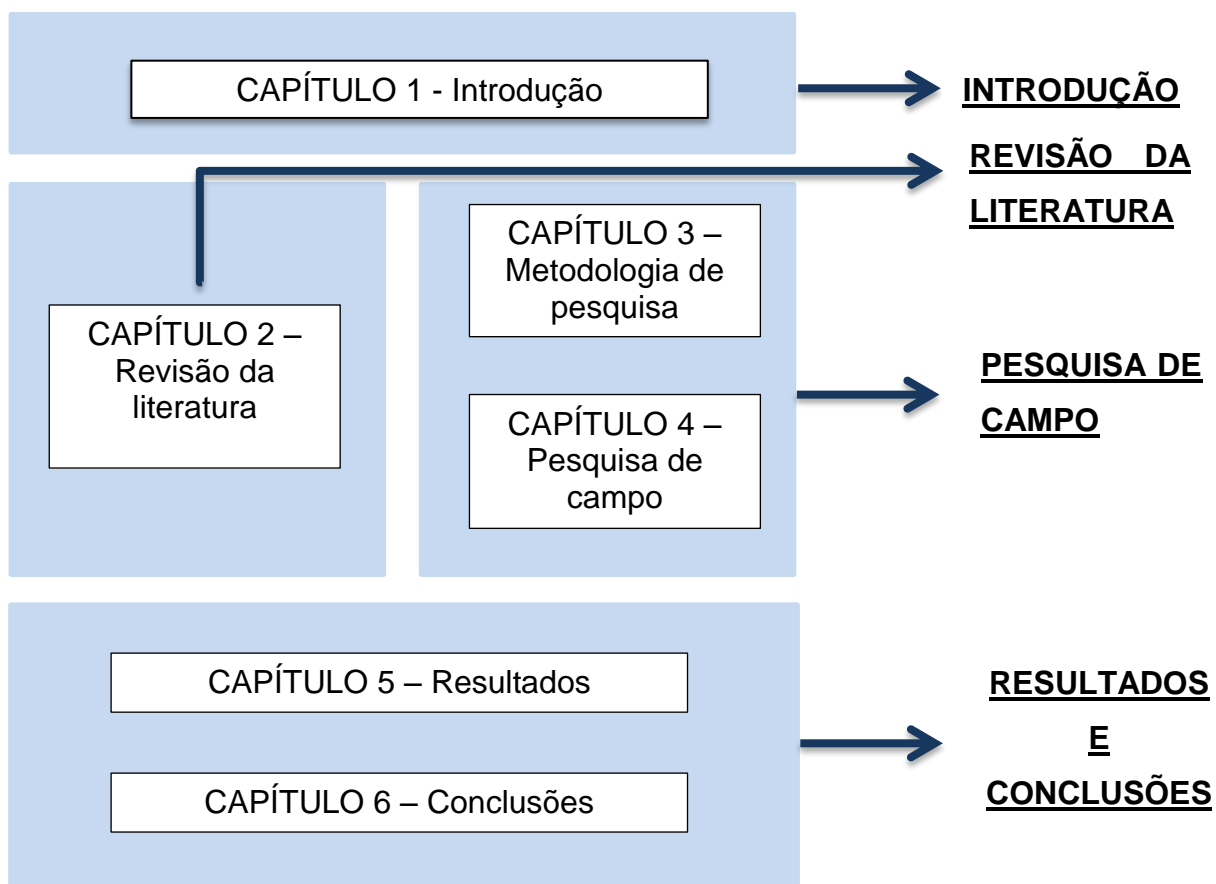 CAPÍTULO 1 - Introdução
INTRODUÇÃO
REVISÃO DA
LITERATURA
CAPÍTULO 2 –
Revisão da
literatura
CAPÍTULO 3 –
Metodologia de
pesquisa
CAPÍTULO 4 –
Pesquisa de
campo
PESQUISA DE
CAMPO
CAPÍTULO 5 – Resultados
CAPÍTULO 6 – Conclusões
RESULTADOS
E
CONCLUSÕES